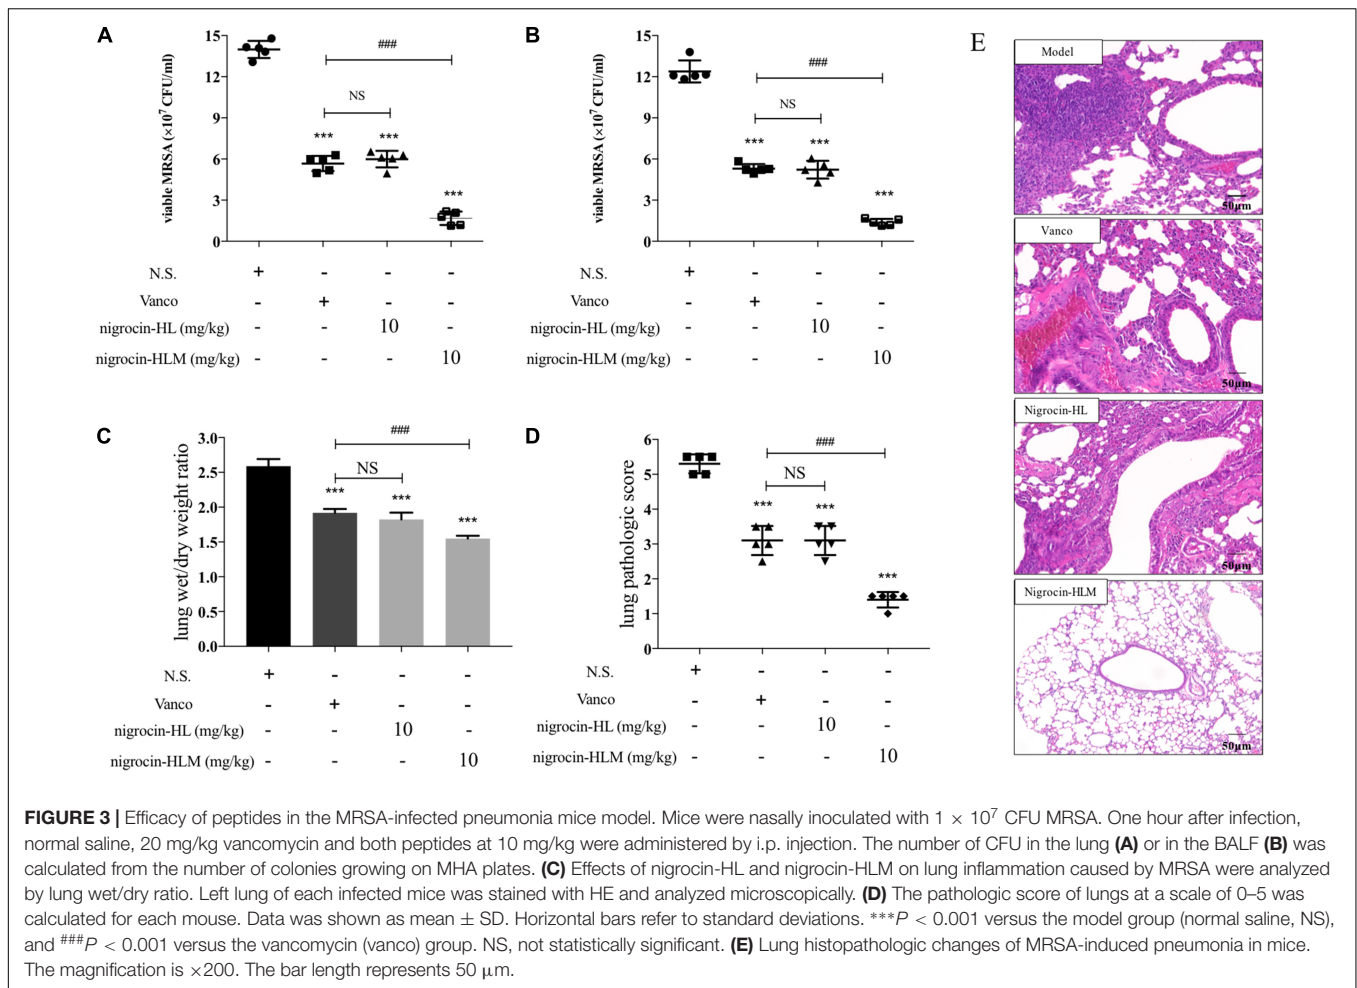 A
viable MRSA (×10⁷ CFU/ml)
15
12
9
6
3
0
###
NS
***
***
***
N.S. + - - -
Vanco - + - -
nigrocin-HL (mg/kg) - - 10 -
nigrocin-HLM (mg/kg) - - - 10
B
viable MRSA (×10⁷ CFU/ml)
15
12
9
6
3
0
###
NS
***
***
***
N.S. + - - -
Vanco - + - -
nigrocin-HL (mg/kg) - - 10 -
nigrocin-HLM (mg/kg) - - - 10
C
lung wet/dry weight ratio
3.0
2.5
2.0
1.5
1.0
0.5
0.0
###
NS
***
***
***
N.S. + - - -
Vanco - + - -
nigrocin-HL (mg/kg) - - 10 -
nigrocin-HLM (mg/kg) - - - 10
D
lung pathologic score
6
5
4
3
2
1
0
###
NS
***
***
***
N.S. + - - -
Vanco - + - -
nigrocin-HL (mg/kg) - - 10 -
nigrocin-HLM (mg/kg) - - - 10
E
Model
50μm
Vanco
50μm
Nigrocin-HL
50μm
Nigrocin-HLM
50μm
FIGURE 3 | Efficacy of peptides in the MRSA-infected pneumonia mice model. Mice were nasally inoculated with 1 × 10⁷ CFU MRSA. One hour after infection,
normal saline, 20 mg/kg vancomycin and both peptides at 10 mg/kg were administered by i.p. injection. The number of CFU in the lung (A) or in the BALF (B) was
calculated from the number of colonies growing on MHA plates. (C) Effects of nigrocin-HL and nigrocin-HLM on lung inflammation caused by MRSA were analyzed
by lung wet/dry ratio. Left lung of each infected mice was stained with HE and analyzed microscopically. (D) The pathologic score of lungs at a scale of 0–5 was
calculated for each mouse. Data was shown as mean ± SD. Horizontal bars refer to standard deviations. ***P < 0.001 versus the model group (normal saline, NS),
and ###P < 0.001 versus the vancomycin (vanco) group. NS, not statistically significant. (E) Lung histopathologic changes of MRSA-induced pneumonia in mice.
The magnification is ×200. The bar length represents 50 μm.